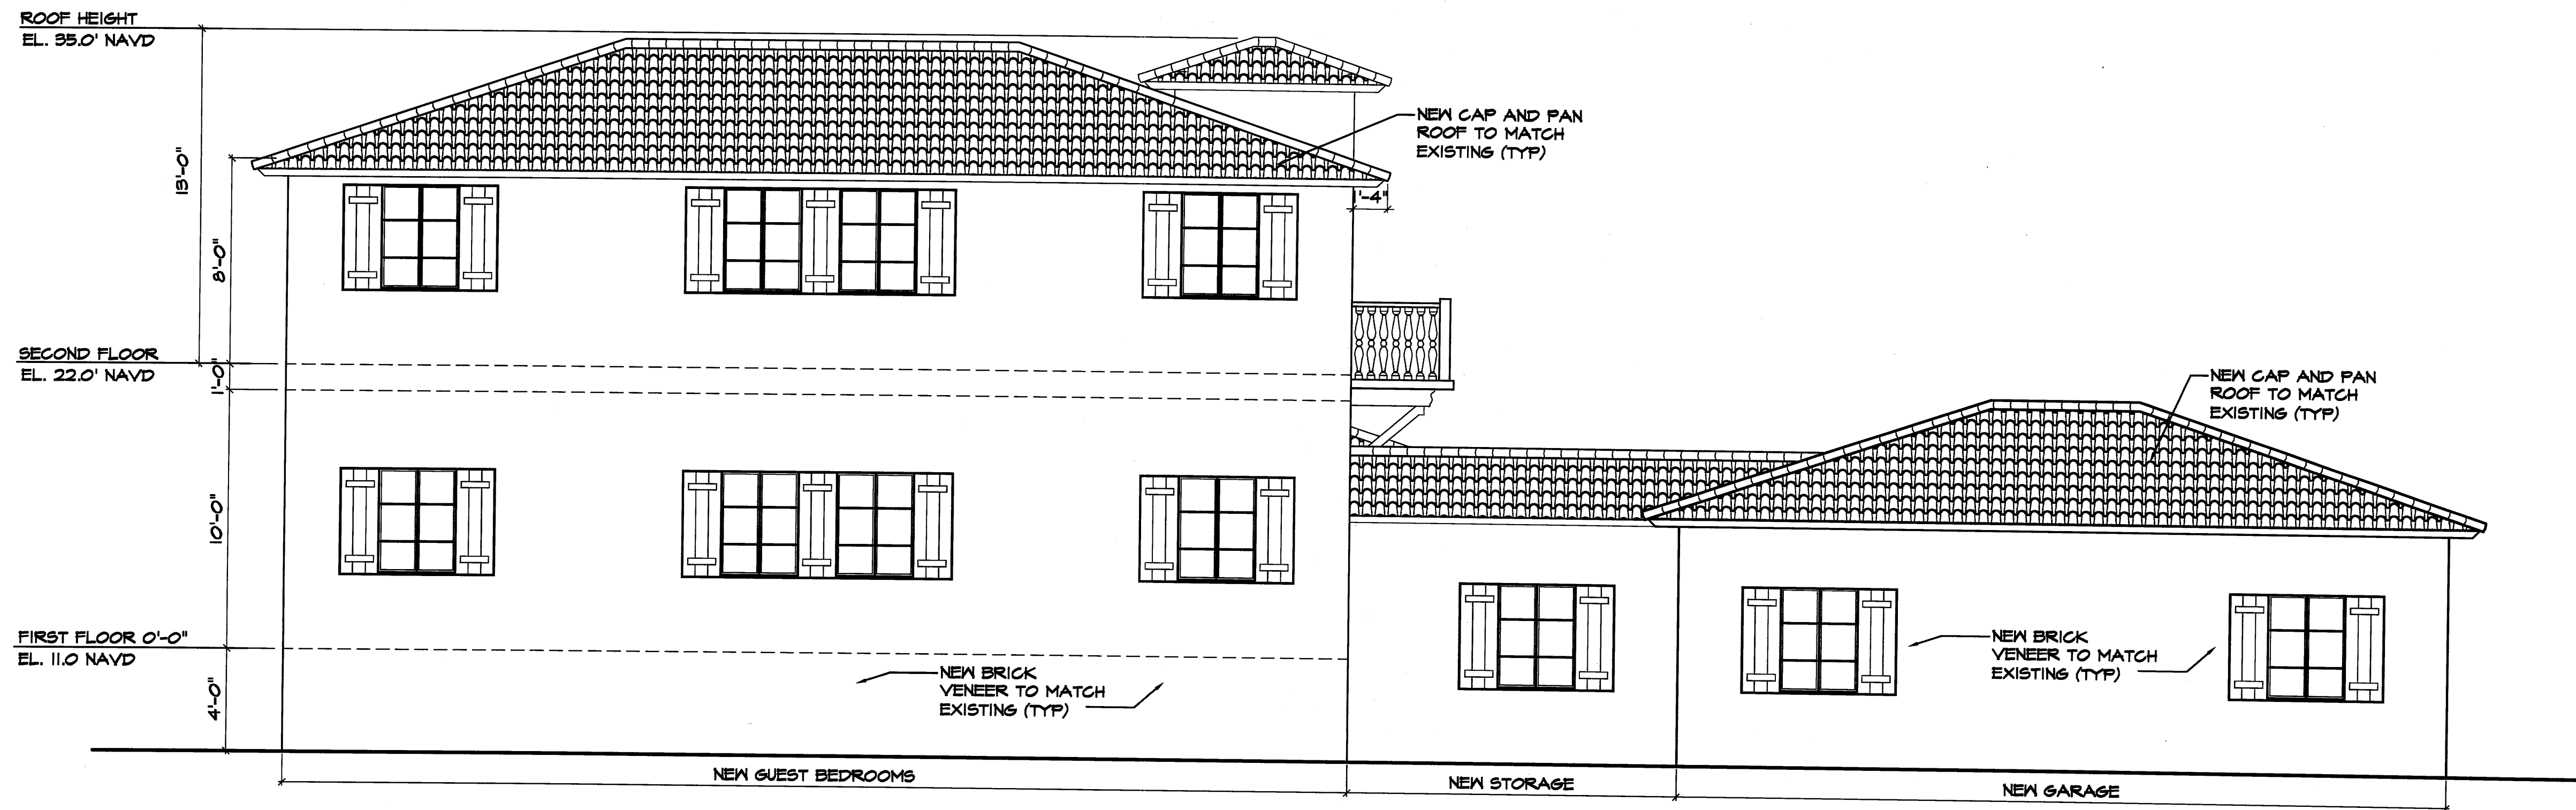 ROOF HEIGHT
EL. 35.0' NAVD
NEW CAP AND PAN
ROOF TO MATCH
EXISTING (TYP)
13'-0"
8'-0"
1'-4"
SECOND FLOOR
EL. 22.0' NAVD
1'-0"
NEW CAP AND PAN
ROOF TO MATCH
EXISTING (TYP)
10'-0"
FIRST FLOOR 0'-0"
EL. 11.0 NAVD
4'-0"
NEW BRICK
VENEER TO MATCH
EXISTING (TYP)
NEW BRICK
VENEER TO MATCH
EXISTING (TYP)
NEW GUEST BEDROOMS
NEW STORAGE
NEW GARAGE